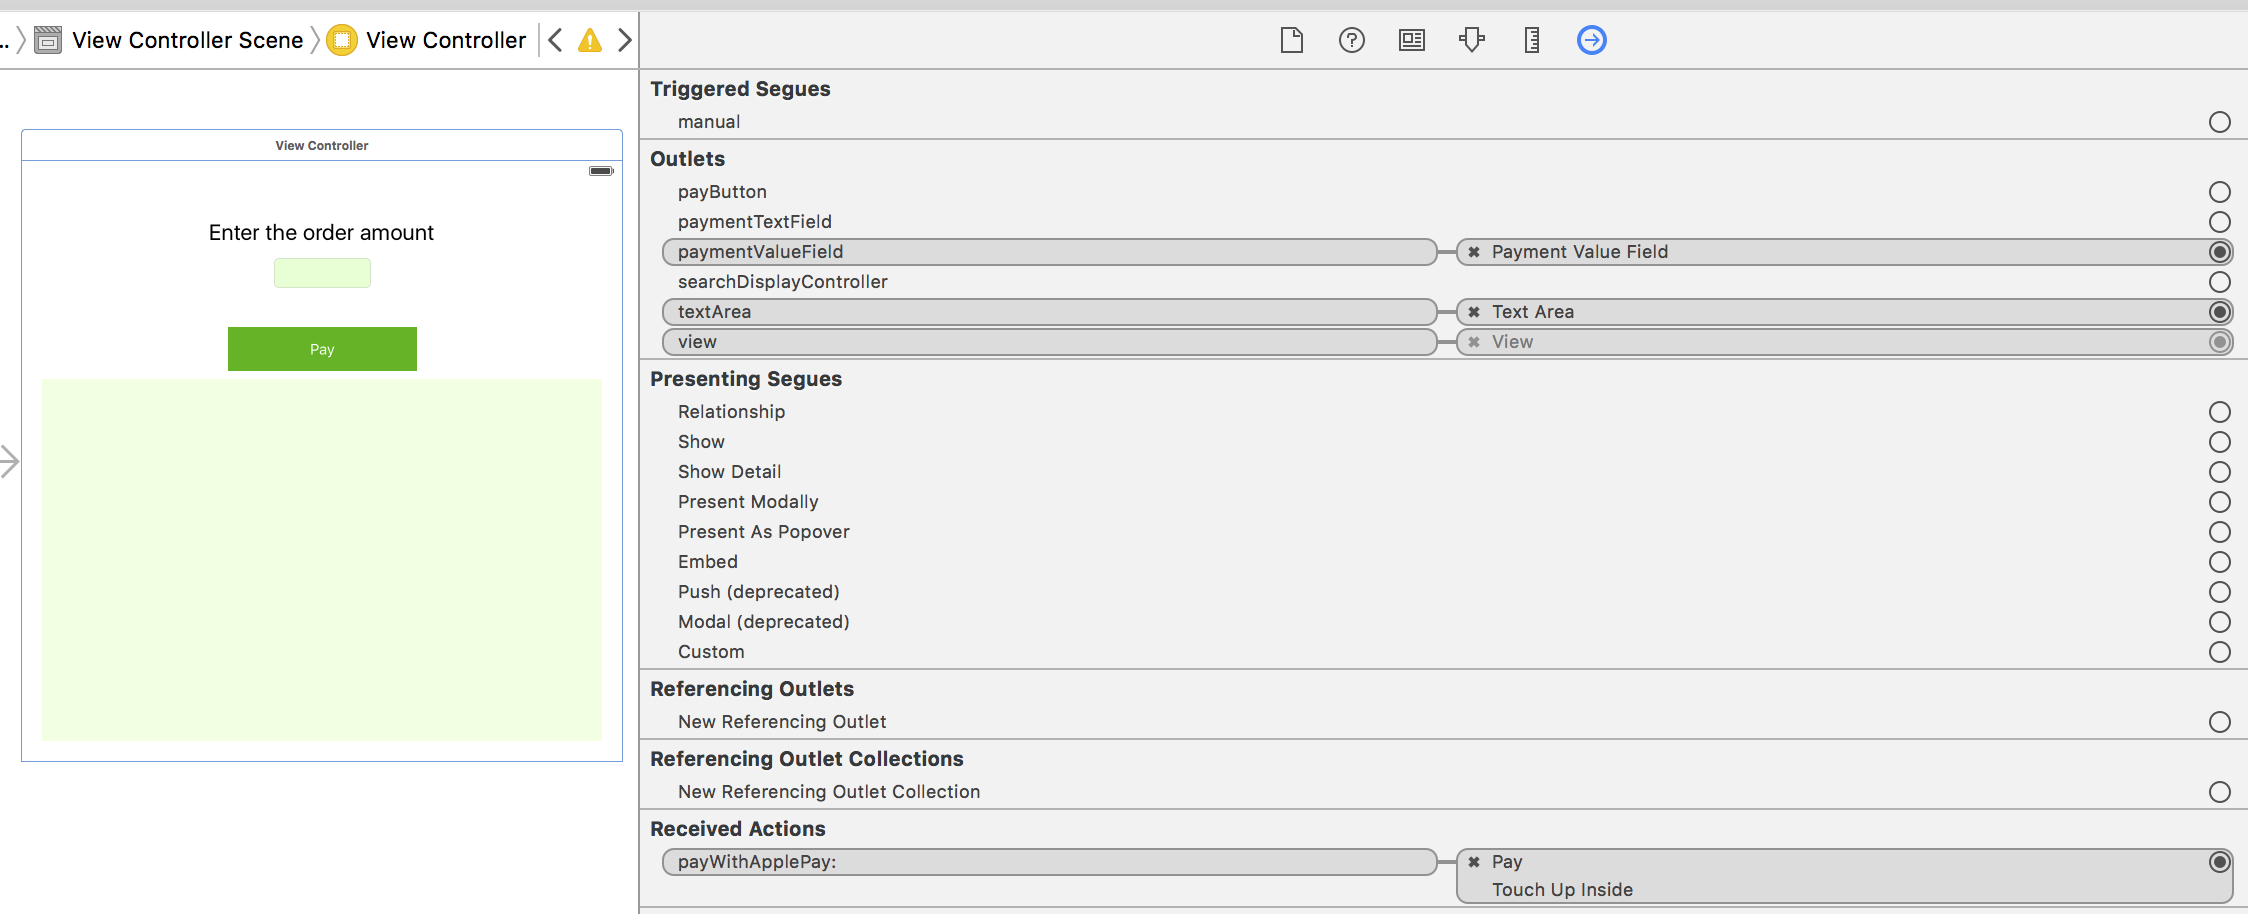 .. View Controller Scene View Controller
View Controller
Enter the order amount
Pay
Triggered Segues
manual
Outlets
payButton
paymentTextField
paymentValueField Payment Value Field
searchDisplayController
textArea Text Area
view View
Presenting Segues
Relationship
Show
Show Detail
Present Modally
Present As Popover
Embed
Push (deprecated)
Modal (deprecated)
Custom
Referencing Outlets
New Referencing Outlet
Referencing Outlet Collections
New Referencing Outlet Collection
Received Actions
payWithApplePay: Pay
Touch Up Inside